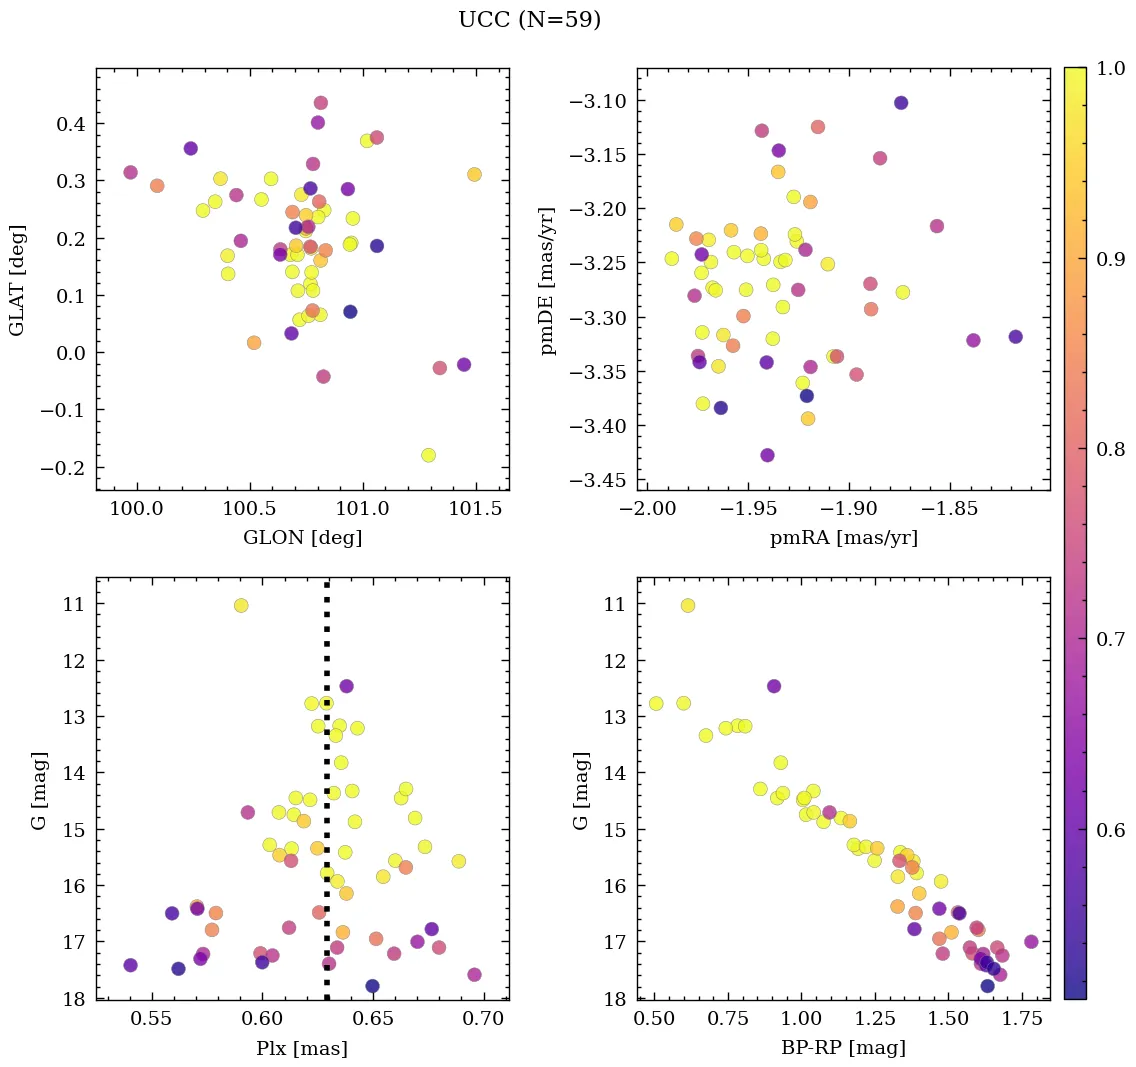 UCC (N=59)
0.4
0.3
0.2
0.1
0.0
−0.1
−0.2
GLAT [deg]
100.0 100.5 101.0 101.5
GLON [deg]
−3.10
−3.15
−3.20
−3.25
−3.30
−3.35
−3.40
−3.45
pmDE [mas/yr]
−2.00 −1.95 −1.90 −1.85
pmRA [mas/yr]
11
12
13
14
15
16
17
18
G [mag]
0.55 0.60 0.65 0.70
Plx [mas]
11
12
13
14
15
16
17
18
G [mag]
0.50 0.75 1.00 1.25 1.50 1.75
BP-RP [mag]
1.0
0.9
0.8
0.7
0.6